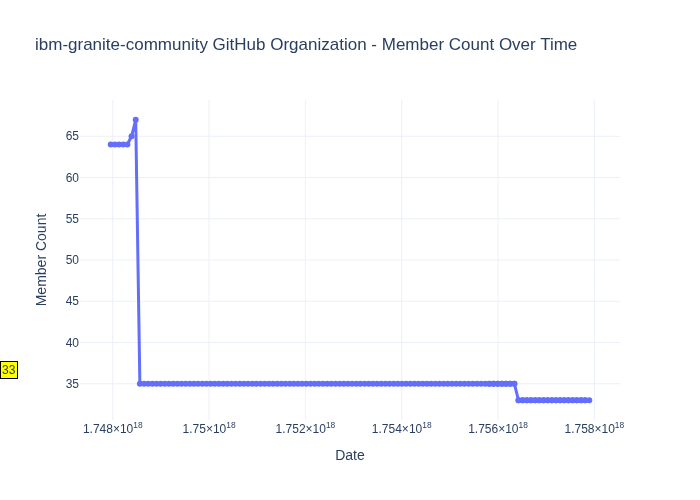 ibm-granite-community GitHub Organization - Member Count Over Time
65
60
55
50
45
40
35
Member Count
33
1.748×10¹⁸ 1.75×10¹⁸ 1.752×10¹⁸ 1.754×10¹⁸ 1.756×10¹⁸ 1.758×10¹⁸
Date